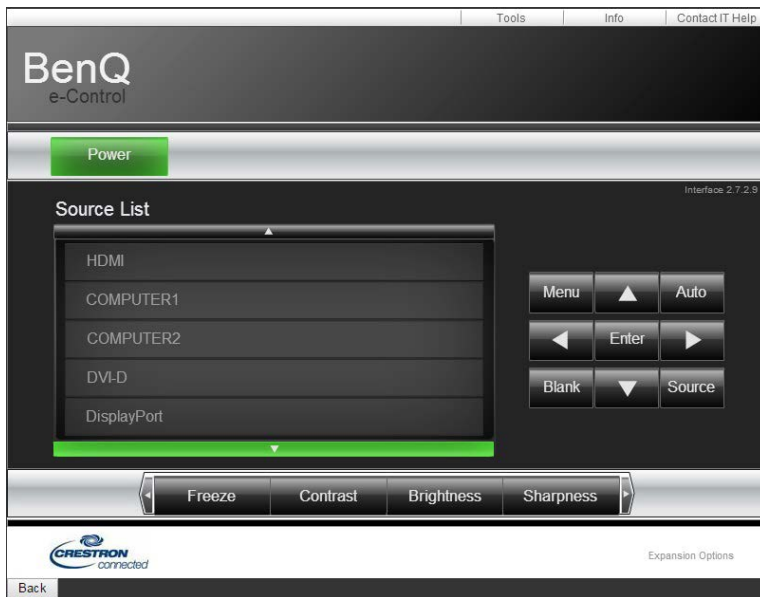 Tools Info Contact IT Help
BenQ
e-Control
Power
Interface 2.7.2.9
Source List
HDMI
COMPUTER1
COMPUTER2
DVI-D
DisplayPort
Menu Auto
Enter
Blank Source
Freeze Contrast Brightness Sharpness
CRESTRON
connected
Expansion Options
Back